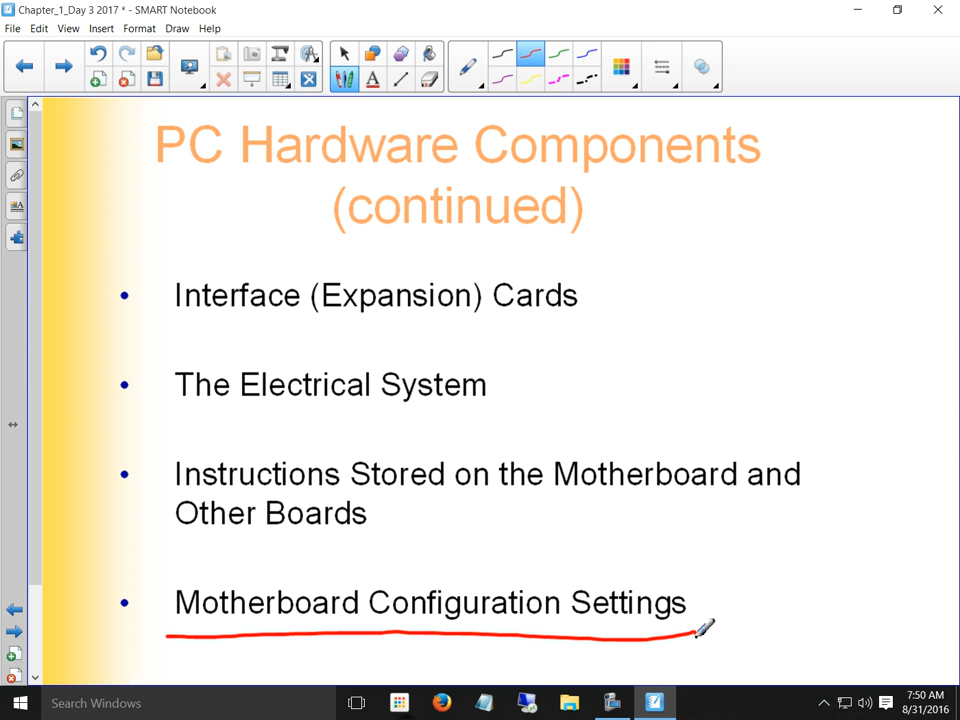 Chapter_1_Day 3 2017 * - SMART Notebook
File Edit View Insert Format Draw Help
PC Hardware Components
(continued)
• Interface (Expansion) Cards
• The Electrical System
• Instructions Stored on the Motherboard and
Other Boards
• Motherboard Configuration Settings
Search Windows
7:50 AM
8/31/2016